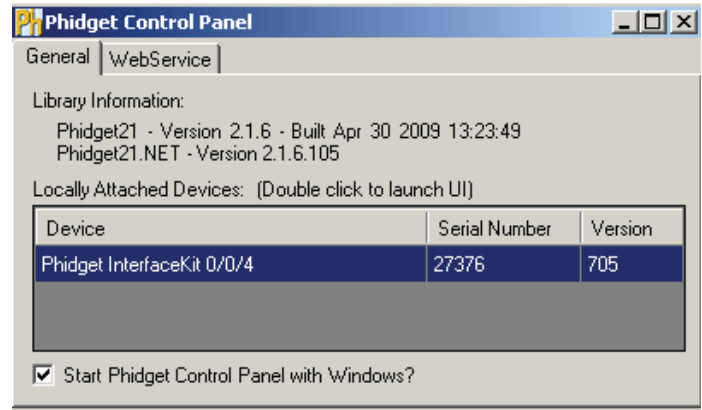 Ph Phidget Control Panel
General WebService
Library Information:
Phidget21 - Version 2.1.6 - Built Apr 30 2009 13:23:49
Phidget21.NET - Version 2.1.6.105
Locally Attached Devices: (Double click to launch UI)
Device Serial Number Version
Phidget InterfaceKit 0/0/4 27376 705
Start Phidget Control Panel with Windows?